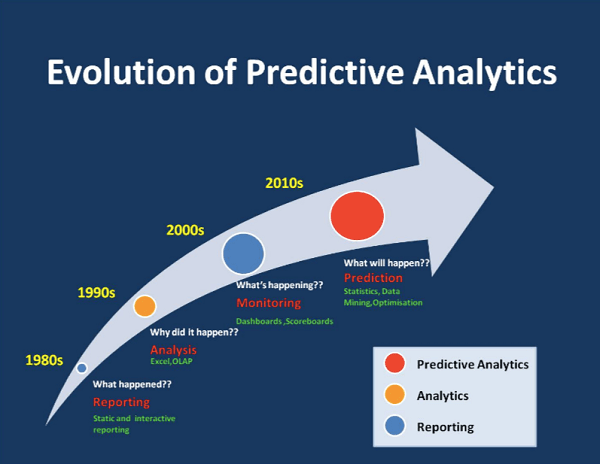 Evolution of Predictive Analytics
2010s
What will happen??
Prediction
Statistics, Data
Mining,Optimisation
2000s
What's happening??
Monitoring
Dashboards ,Scoreboards
1990s
Why did it happen??
Analysis
Excel,OLAP
1980s
What happened??
Reporting
Static and interactive
reporting
Predictive Analytics
Analytics
Reporting